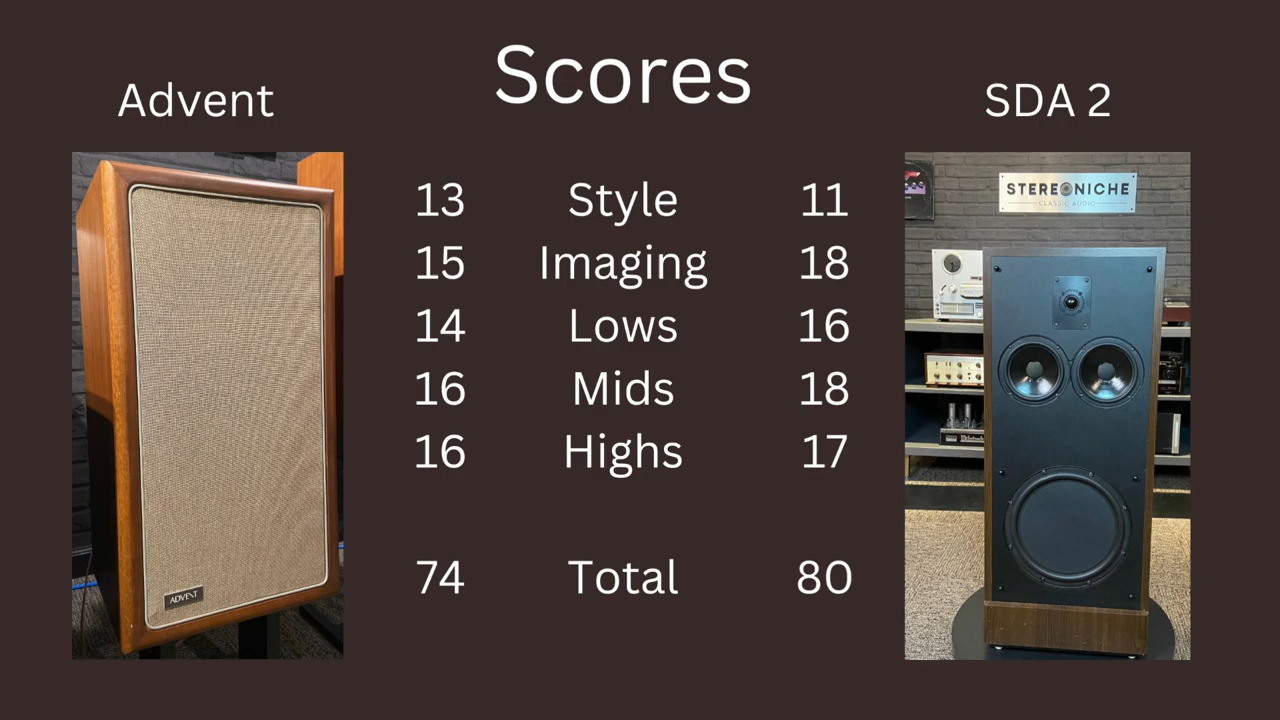 Scores
Advent
SDA 2
13 Style 11
15 Imaging 18
14 Lows 16
16 Mids 18
16 Highs 17
74 Total 80
ADVENT
STEREONICHE
CLASSIC AUDIO